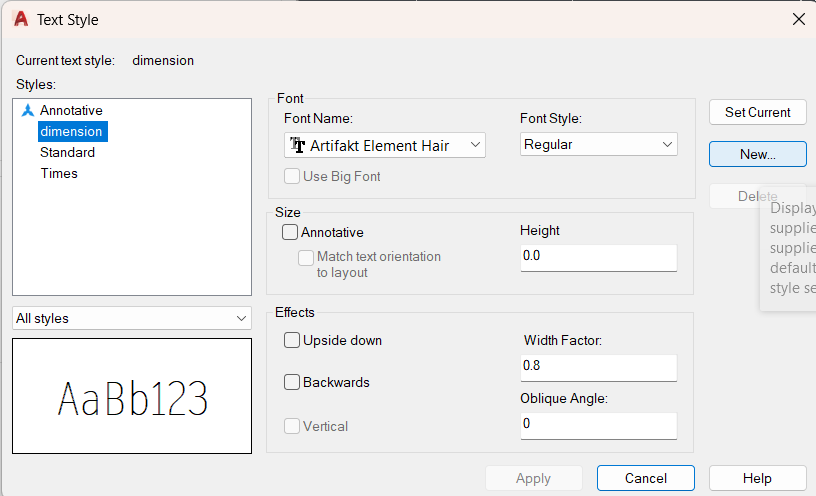 Text Style
Current text style: dimension
Styles:
Annotative
dimension
Standard
Times
All styles
AaBb123
Font
Font Name:
Artifakt Element Hair
Use Big Font
Font Style:
Regular
Size
Annotative
Match text orientation
to layout
Height
0.0
Effects
Upside down
Backwards
Vertical
Width Factor:
0.8
Oblique Angle:
0
Set Current
New...
Delete
Display
supplie
supplie
default
style se
Apply
Cancel
Help